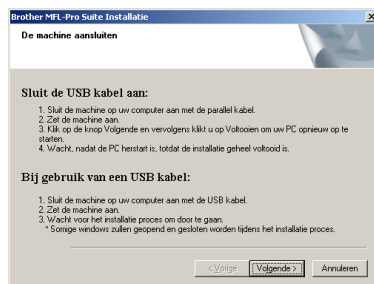 Brother MFL-Pro Suite Installatie
De machine aansluiten
Sluit de USB kabel aan:
1. Sluit de machine op uw computer aan met de parallel kabel.
2. Zet de machine aan.
3. Klik op de knop Volgende en vervolgens klikt u op Voltooien om uw PC opnieuw op te
starten.
4. Wacht, nadat de PC herstart is, totdat de installatie geheel voltooid is.
Bij gebruik van een USB kabel:
1. Sluit de machine op uw computer aan met de USB kabel.
2. Zet de machine aan.
3. Wacht voor het installatie proces om door te gaan.
* Somige windows zullen geopend en gesloten worden tijdens het installatie proces.
< Vorige Volgende > Annuleren